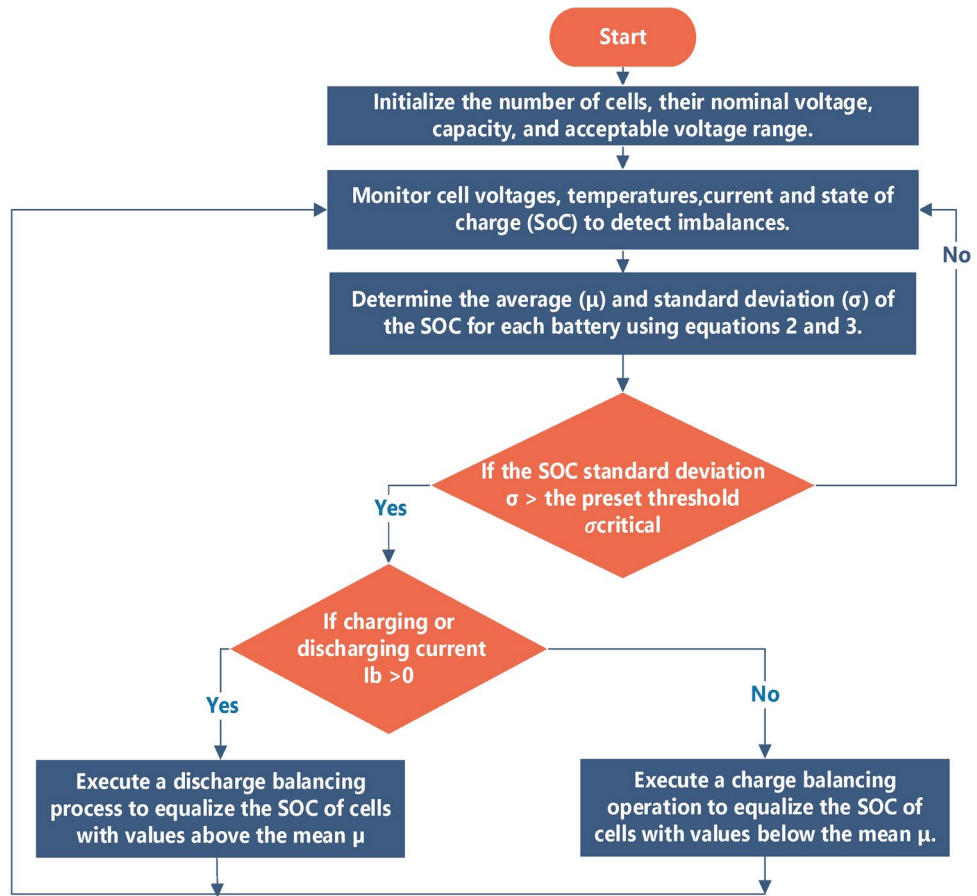 Start
Initialize the number of cells, their nominal voltage,
capacity, and acceptable voltage range.
Monitor cell voltages, temperatures,current and state of
charge (SoC) to detect imbalances.
No
Determine the average (μ) and standard deviation (σ) of
the SOC for each battery using equations 2 and 3.
If the SOC standard deviation
σ > the preset threshold
σcritical
Yes
If charging or
discharging current
Ib >0
Yes
No
Execute a discharge balancing
process to equalize the SOC of cells
with values above the mean μ
Execute a charge balancing
operation to equalize the SOC of
cells with values below the mean μ.